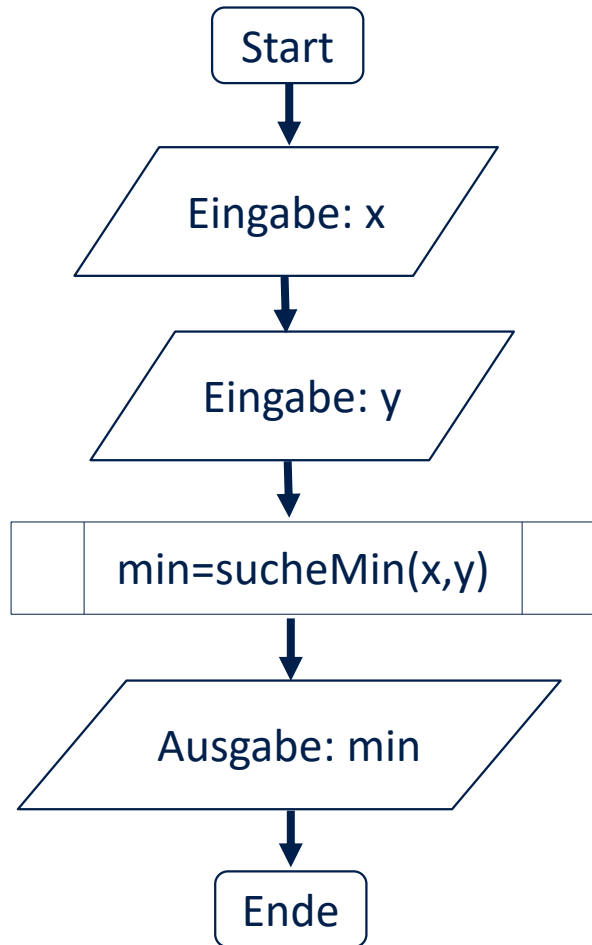 Start
Eingabe: x
Eingabe: y
min=sucheMin(x,y)
Ausgabe: min
Ende